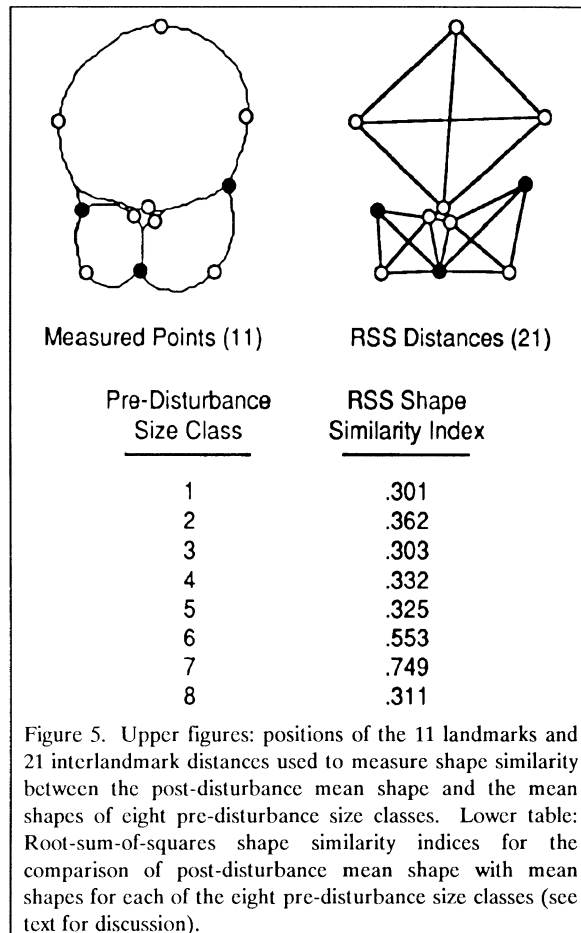 Measured Points (11) RSS Distances (21)
Pre-Disturbance RSS Shape
Size Class Similarity Index
1 .301
2 .362
3 .303
4 .332
5 .325
6 .553
7 .749
8 .311
Figure 5. Upper figures: positions of the 11 landmarks and
21 interlandmark distances used to measure shape similarity
between the post-disturbance mean shape and the mean
shapes of eight pre-disturbance size classes. Lower table:
Root-sum-of-squares shape similarity indices for the
comparison of post-disturbance mean shape with mean
shapes for each of the eight pre-disturbance size classes (see
text for discussion).